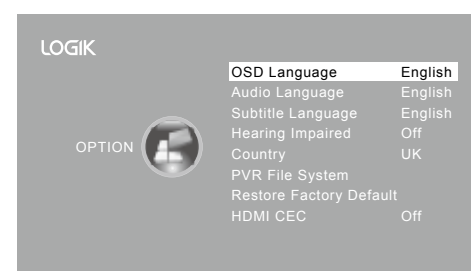 LOGIK
OPTION
OSD Language English
Audio Language English
Subtitle Language English
Hearing Impaired Off
Country UK
PVR File System
Restore Factory Default
HDMI CEC Off